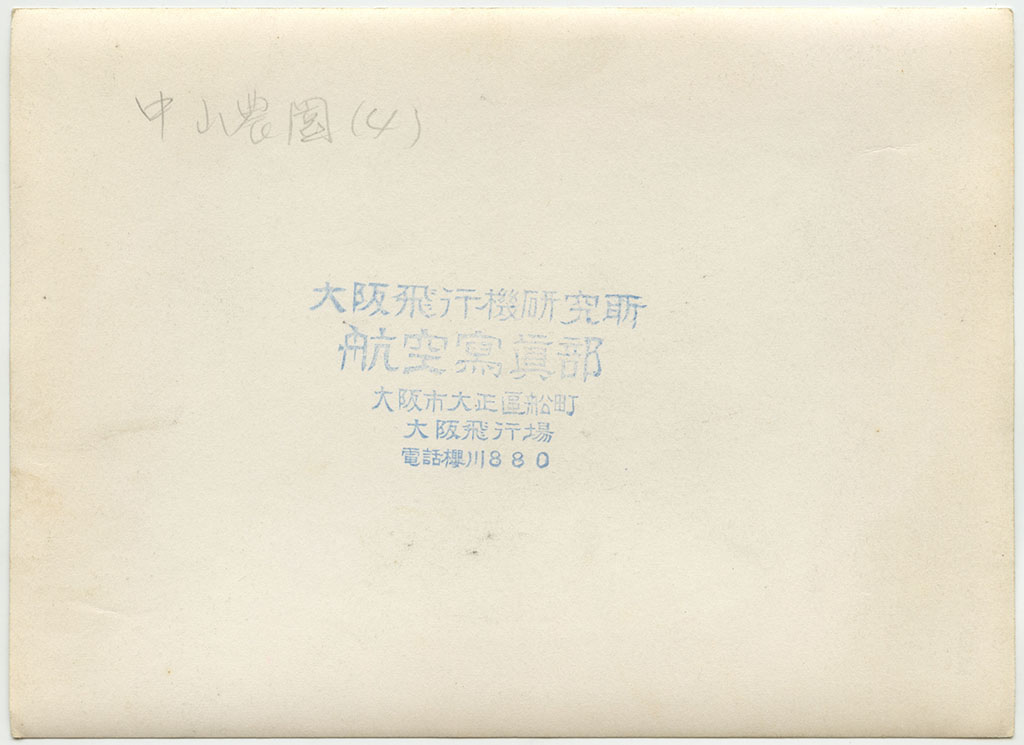 中山農園(4)
大阪飛行機研究所
航空寫眞部
大阪市大正區船町
大阪飛行場
電話櫻川880